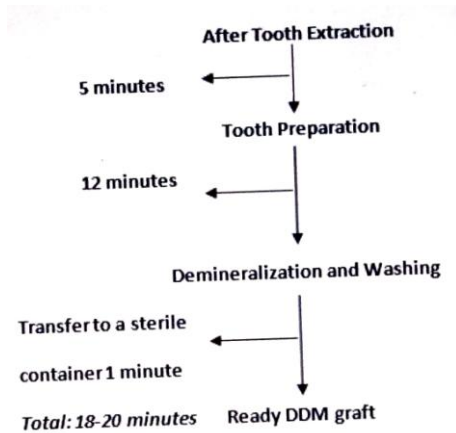 After Tooth Extraction
5 minutes
Tooth Preparation
12 minutes
Demineralization and Washing
Transfer to a sterile
container 1 minute
Total: 18-20 minutes
Ready DDM graft